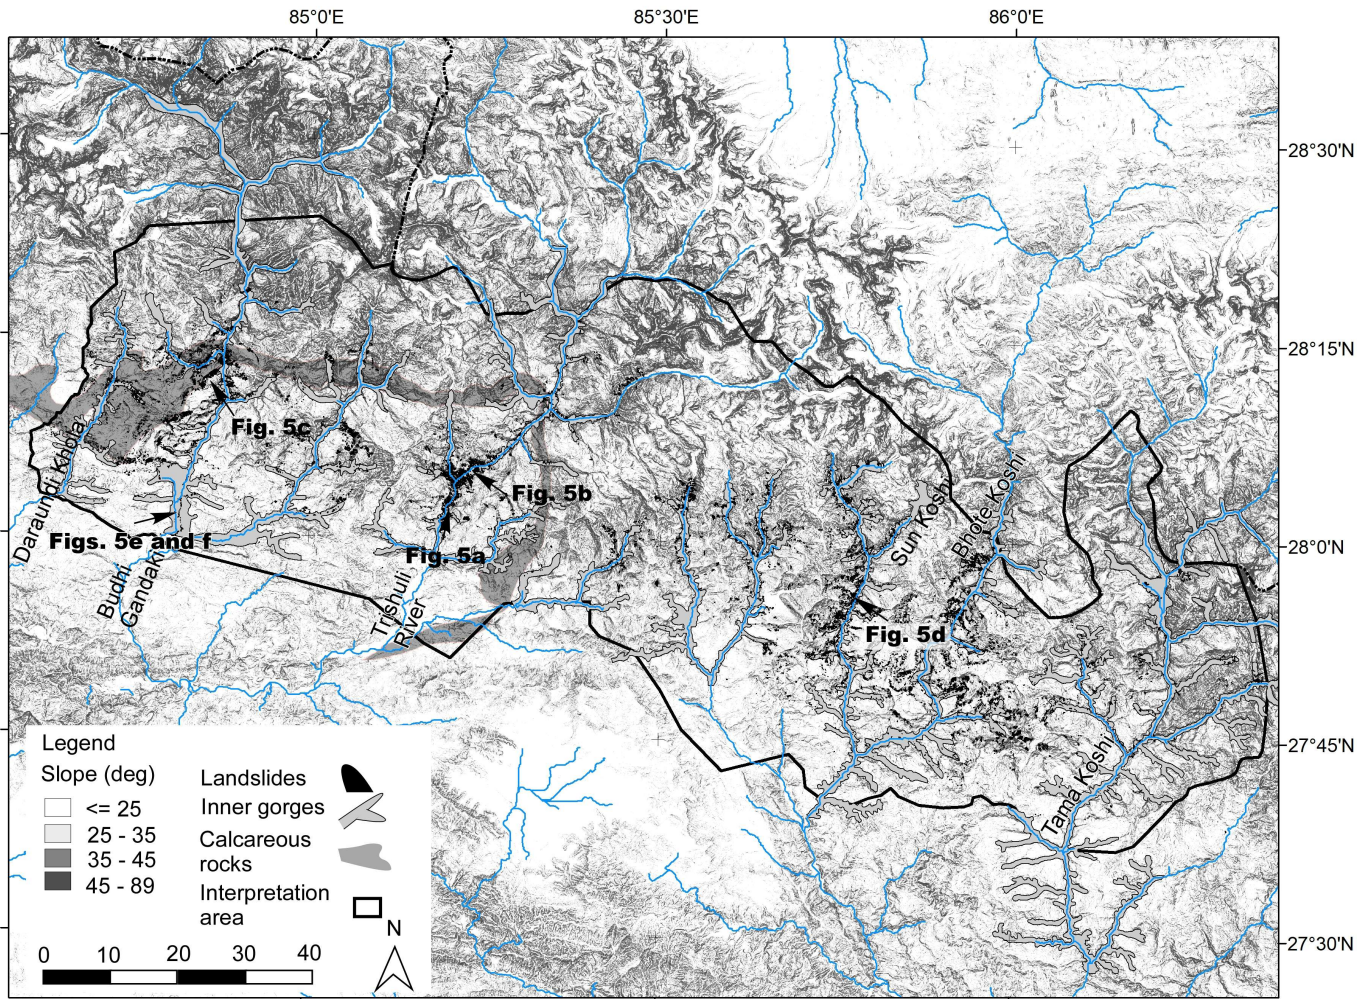 85°0'E
85°30'E
86°0'E
28°30'N
28°15'N
28°0'N
27°45'N
27°30'N
Fig. 5c
Fig. 5b
Fig. 5a
Figs. 5e and f
Fig. 5d
Daraundi Khola
Budhi
Gandaki
Trishuli
River
Sun Koshi
Bhote Koshi
Tama Koshi
Legend
Slope (deg)
<= 25
25 - 35
35 - 45
45 - 89
Landslides
Inner gorges
Calcareous
rocks
Interpretation
area
N
0 10 20 30 40